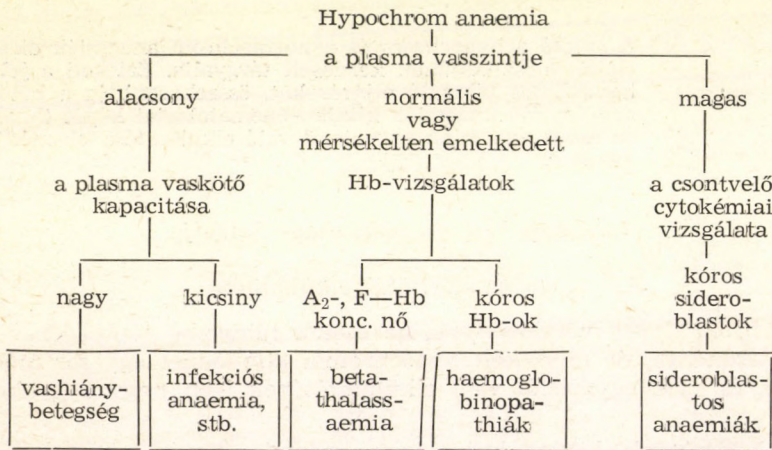 Hypochrom anaemia
a plasma vasszintje
alacsony
normális
vagy
mérsékelten emelkedett
magas
a plasma vaskötő
kapacitása
Hb-vizsgálatok
a csontvelő
cytokémiai
vizsgálata
nagy
kicsiny
A₂-, F—Hb
konc. nő
kóros
Hb-ok
kóros
sidero-
blastok
vashiány-
betegség
infekciós
anaemia,
stb.
beta-
thalass-
aemia
haemoglo-
binopa-
thiák
sideroblas-
tos
anaemiák